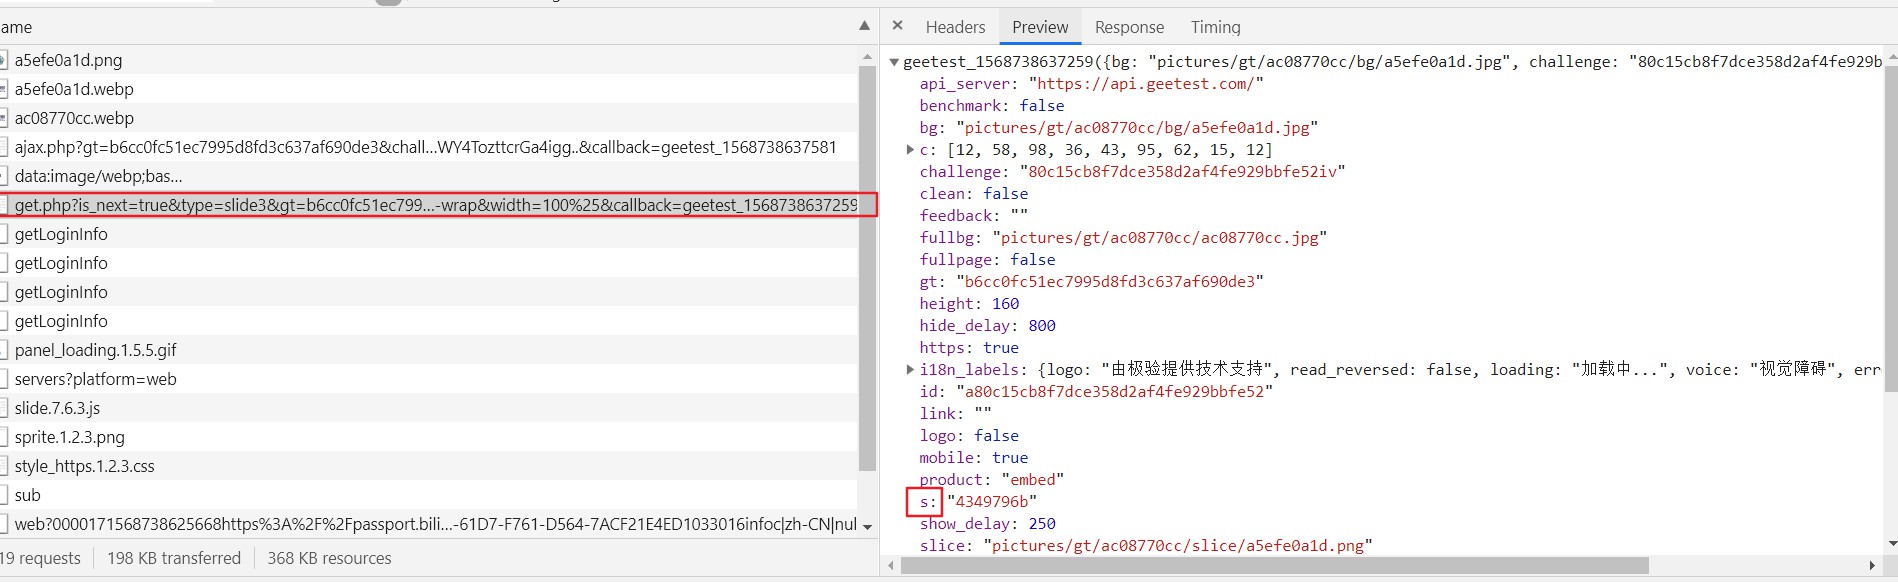 ame
a5efe0a1d.png
a5efe0a1d.webp
ac08770cc.webp
ajax.php?gt=b6cc0fc51ec7995d8fd3c637af690de3&chall...WY4TozttcrGa4igg..&callback=geetest_1568738637581
data:image/webp;bas...
get.php?is_next=true&type=slide3&gt=b6cc0fc51ec799...-wrap&width=100%25&callback=geetest_1568738637259
getLoginInfo
getLoginInfo
getLoginInfo
getLoginInfo
panel_loading.1.5.5.gif
servers?platform=web
slide.7.6.3.js
sprite.1.2.3.png
style_https.1.2.3.css
sub
web?0000171568738625668https%3A%2F%2Fpassport.bili...-61D7-F761-D564-7ACF21E4ED1033016infoc|zh-CN|nul
19 requests 198 KB transferred 368 KB resources
× Headers Preview Response Timing
▼geetest_1568738637259({bg: "pictures/gt/ac08770cc/bg/a5efe0a1d.jpg", challenge: "80c15cb8f7dce358d2af4fe929b
api_server: "https://api.geetest.com/"
benchmark: false
bg: "pictures/gt/ac08770cc/bg/a5efe0a1d.jpg"
▶c: [12, 58, 98, 36, 43, 95, 62, 15, 12]
challenge: "80c15cb8f7dce358d2af4fe929bbfe52iv"
clean: false
feedback: ""
fullbg: "pictures/gt/ac08770cc/ac08770cc.jpg"
fullpage: false
gt: "b6cc0fc51ec7995d8fd3c637af690de3"
height: 160
hide_delay: 800
https: true
▶i18n_labels: {logo: "由极验提供技术支持", read_reversed: false, loading: "加载中...", voice: "视觉障碍", err
id: "a80c15cb8f7dce358d2af4fe929bbfe52"
link: ""
logo: false
mobile: true
product: "embed"
s: "4349796b"
show_delay: 250
slice: "pictures/gt/ac08770cc/slice/a5efe0a1d.png"